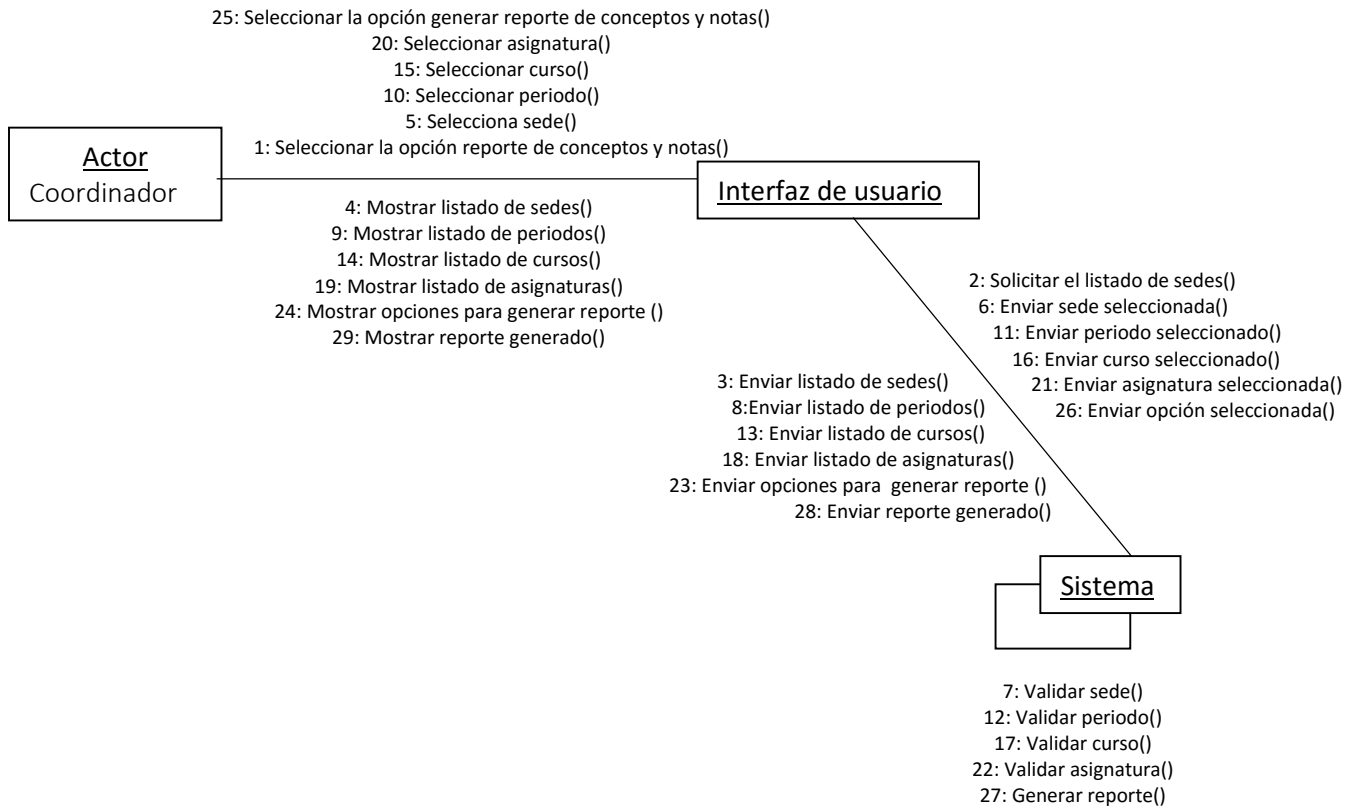 25: Seleccionar la opción generar reporte de conceptos y notas()
20: Seleccionar asignatura()
15: Seleccionar curso()
10: Seleccionar periodo()
5: Selecciona sede()
1: Seleccionar la opción reporte de conceptos y notas()
Actor
Coordinador
Interfaz de usuario
4: Mostrar listado de sedes()
9: Mostrar listado de periodos()
14: Mostrar listado de cursos()
19: Mostrar listado de asignaturas()
24: Mostrar opciones para generar reporte ()
29: Mostrar reporte generado()
2: Solicitar el listado de sedes()
6: Enviar sede seleccionada()
11: Enviar periodo seleccionado()
16: Enviar curso seleccionado()
21: Enviar asignatura seleccionada()
26: Enviar opción seleccionada()
3: Enviar listado de sedes()
8:Enviar listado de periodos()
13: Enviar listado de cursos()
18: Enviar listado de asignaturas()
23: Enviar opciones para  generar reporte ()
28: Enviar reporte generado()
Sistema
7: Validar sede()
12: Validar periodo()
17: Validar curso()
22: Validar asignatura()
27: Generar reporte()